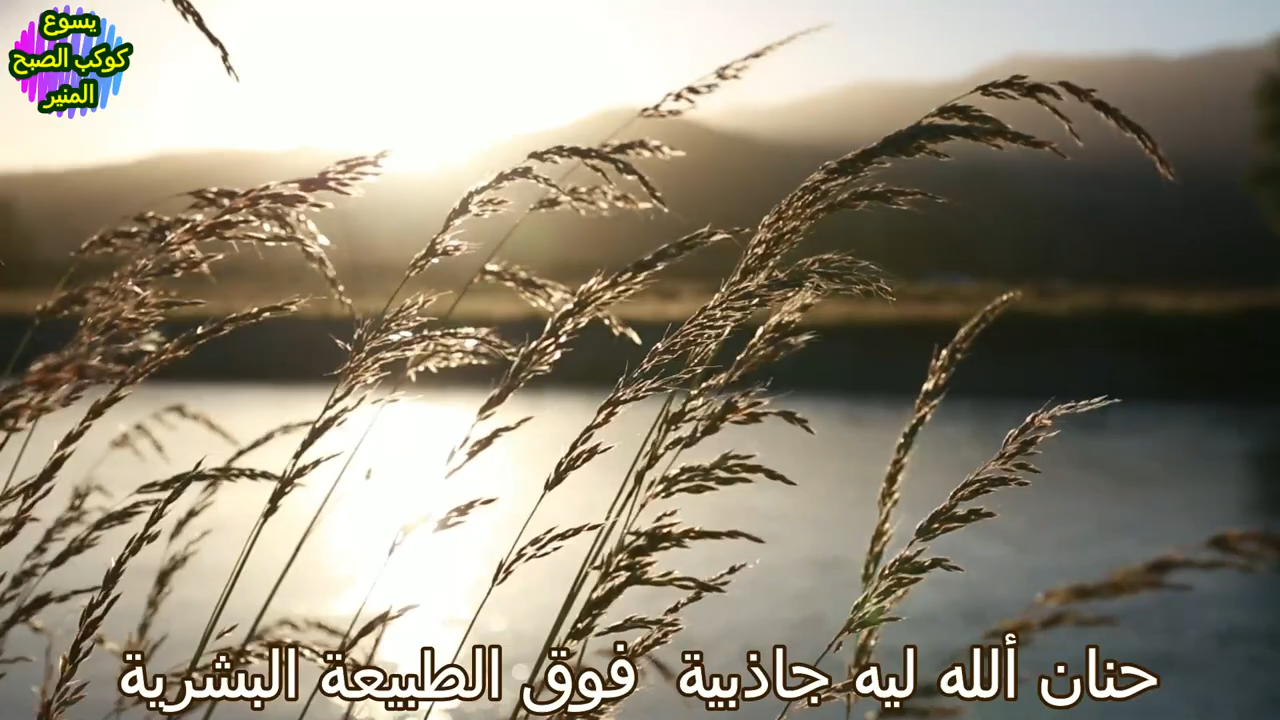 يسوع
كوكب الصبح
المنير
حنان ألله ليه جاذبية فوق الطبيعة البشرية